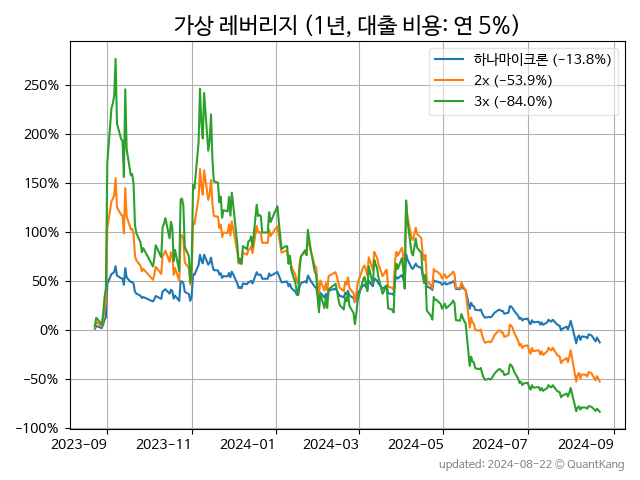 가상 레버리지 (1년, 대출 비용: 연 5%)
하나마이크론 (-13.8%)
2x (-53.9%)
3x (-84.0%)
250%
200%
150%
100%
50%
0%
-50%
-100%
2023-09 2023-11 2024-01 2024-03 2024-05 2024-07 2024-09
updated: 2024-08-22 © QuantKang